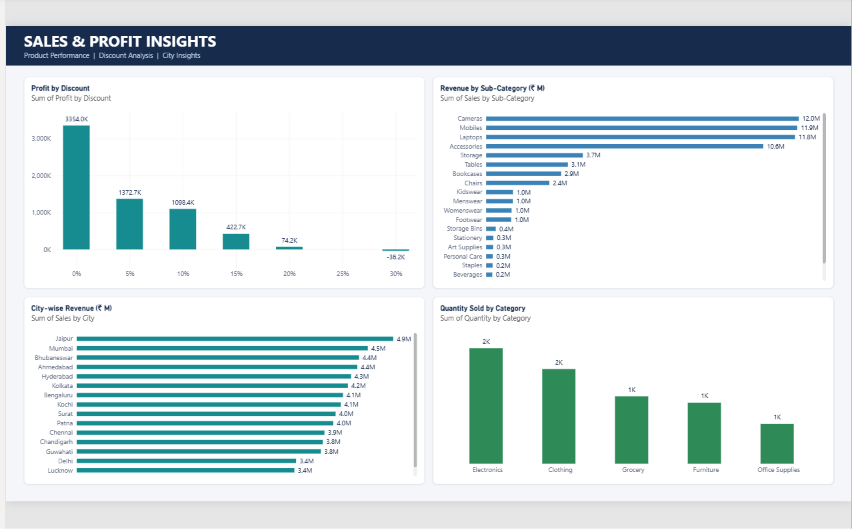 SALES & PROFIT INSIGHTS
Product Performance | Discount Analysis | City Insights
Profit by Discount
Sum of Profit by Discount
3354.0K
3,000K
2,000K
1372.7K
1098.4K
1,000K
422.7K
74.2K
0K
-36.2K
0%
5%
10%
15%
20%
25%
30%
Revenue by Sub-Category (₹ M)
Sum of Sales by Sub-Category
Cameras 12.0M
Mobiles 11.9M
Laptops 11.8M
Accessories 10.6M
Storage 3.7M
Tables 3.1M
Bookcases 2.9M
Chairs 2.4M
Kidswear 1.0M
Menswear 1.0M
Womenswear 1.0M
Footwear 1.0M
Storage Bins 0.4M
Stationery 0.3M
Art Supplies 0.3M
Personal Care 0.3M
Staples 0.2M
Beverages 0.2M
City-wise Revenue (₹ M)
Sum of Sales by City
Jaipur 4.9M
Mumbai 4.5M
Bhubaneswar 4.4M
Ahmedabad 4.4M
Hyderabad 4.3M
Kolkata 4.2M
Bengaluru 4.1M
Kochi 4.1M
Surat 4.0M
Patna 4.0M
Chennai 3.9M
Chandigarh 3.8M
Guwahati 3.8M
Delhi 3.4M
Lucknow 3.4M
Quantity Sold by Category
Sum of Quantity by Category
2K
2K
1K
1K
1K
Electronics
Clothing
Grocery
Furniture
Office Supplies